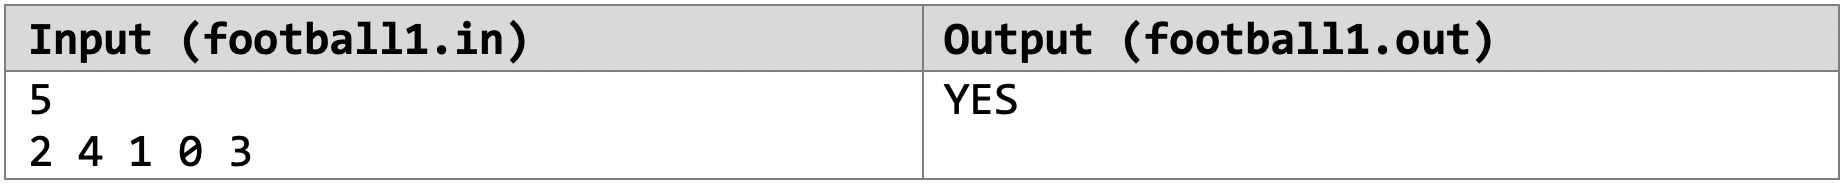 Input (football1.in) Output (football1.out)
5 YES
2 4 1 0 3